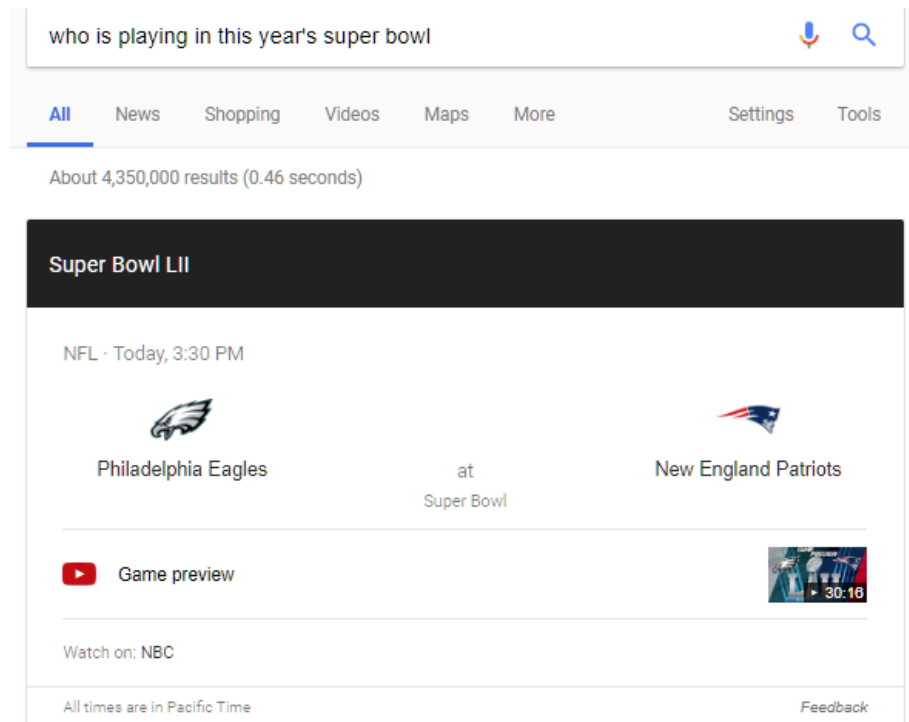 who is playing in this year's super bowl
All News Shopping Videos Maps More Settings Tools
About 4,350,000 results (0.46 seconds)
Super Bowl LII
NFL · Today, 3:30 PM
Philadelphia Eagles at New England Patriots
Super Bowl
Game preview
30:16
Watch on: NBC
All times are in Pacific Time Feedback